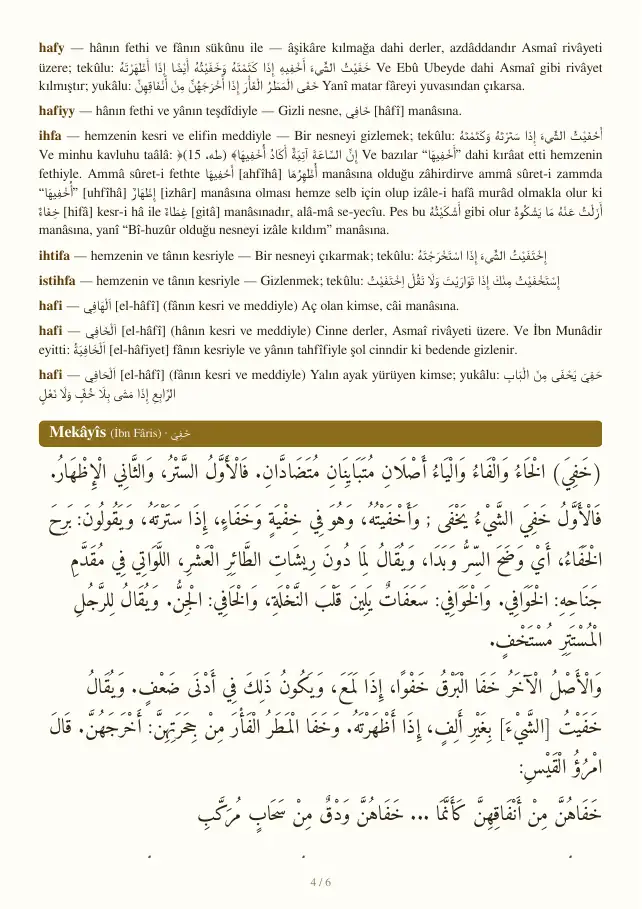 hafy — hânın fethi ve fânın sükûnu ile — âşikâre kılmağa dahi derler, azdâddandır Asmaî rivâyeti
üzere; tekûlu: خَفَيْتُ الشَّيْءَ أَخْفِيهِ إِذَا كَتَمْتَهُ وَخَفَيْتُهُ أَيْضًا إِذَا أَظْهَرْتَهُ Ve Ebû Ubeyde dahi Asmaî gibi rivâyet
kılmıştır; yukâlu: خَفَى الْمَطَرُ الْفَأْرَ إِذَا أَخْرَجَهُنَّ مِنْ أَنْفَاقِهِنَّ Yanî matar fâreyi yuvasından çıkarsa.
hafiyy — hânın fethi ve yânın teşdîdiyle — Gizli nesne, خَافِي [hâfî] manâsına.
ihfa — hemzenin kesri ve elifin meddiyle — Bir nesneyi gizlemek; tekûlu: أَخْفَيْتُ الشَّيْءَ إِذَا سَتَرْتَهُ وَكَتَمْتَهُ
Ve minhu kavluhu taâlâ: ﴿إِنَّ السَّاعَةَ آتِيَةٌ أَكَادُ أُخْفِيهَا﴾ (طه، 15) Ve bazılar “أَخْفِيهَا” dahi kırâat etti hemzenin
fethiyle. Ammâ sûret-i fethte أَخْفِيهَا [ahfîhâ] أُظْهِرُهَا manâsına olduğu zâhirdirve ammâ sûret-i zammda
“أُخْفِيهَا” [uhfîhâ] إِظْهَارٌ [izhâr] manâsına olması hemze selb için olup izâle-i hafâ murâd olmakla olur ki
خِفَاءٌ [hifâ] kesr-i hâ ile غِطَاءٌ [gitâ] manâsınadır, alâ-mâ se-yecîu. Pes bu أَشْكَيْتُهُ gibi olur أَزَلْتُ عَنْهُ مَا يَشْكُوهُ
manâsına, yanî “Bî-huzûr olduğu nesneyi izâle kıldım” manâsına.
ihtifa — hemzenin ve tânın kesriyle — Bir nesneyi çıkarmak; tekûlu: إِخْتَفَيْتُ الشَّيْءَ إِذَا اسْتَخْرَجْتَهُ
istihfa — hemzenin ve tânın kesriyle — Gizlenmek; tekûlu: إِسْتَخْفَيْتُ مِنْكَ إِذَا تَوَارَيْتَ وَلَا تَقُلْ اِخْتَفَيْتُ
hafi — اَلْهَافِي [el-hâfî] (fânın kesri ve meddiyle) Aç olan kimse, câi manâsına.
hafi — اَلْخَافِي [el-hâfî] (hânın kesri ve meddiyle) Cinne derler, Asmaî rivâyeti üzere. Ve İbn Munâdir
eyitti: اَلْخَافِيَةُ [el-hâfiyet] fânın kesriyle ve yânın tahfîfiyle şol cinndir ki bedende gizlenir.
hafi — اَلْحَافِي [el-hâfî] (fânın kesri ve meddiyle) Yalın ayak yürüyen kimse; yukâlu: حَفِيَ يَحْفَى مِنْ الْبَابِ
الرَّابِعِ إِذَا مَشَى بِلَا خُفٍّ وَلَا نَعْلٍ
Mekâyîs (İbn Fâris) · خَفِيَ
(خَفِيَ) الْخَاءُ وَالْفَاءُ وَالْيَاءُ أَصْلَانِ مُتَبَايِنَانِ مُتَضَادَّانِ. فَالْأَوَّلُ السَّتْرُ، وَالثَّانِي الْإِظْهَارُ.
فَالْأَوَّلُ خَفِيَ الشَّيْءُ يَخْفَى ; وَأَخْفَيْتُهُ، وَهُوَ فِي خِفْيَةٍ وَخَفَاءٍ، إِذَا سَتَرْتَهُ، وَيَقُولُونَ: بَرِحَ
الْخَفَاءُ، أَيْ وَضَحَ السِّرُّ وَبَدَا، وَيُقَالُ لِمَا دُونَ رِيشَاتِ الطَّائِرِ الْعَشْرِ، اللَّوَاتِي فِي مُقَدَّمِ
جَنَاحِهِ: الْخَوَافِي. وَالْخَوَافِي: سَعَفَاتٌ يَلِينَ قَلْبَ النَّخْلَةِ، وَالْخَافِي: الْجِنُّ. وَيُقَالُ لِلرَّجُلِ
الْمُسْتَتِرِ مُسْتَخْفٍ.
وَالْأَصْلُ الْآخَرُ خَفَا الْبَرْقُ خَفْوًا، إِذَا لَمَعَ، وَيَكُونُ ذَلِكَ فِي أَدْنَى ضَعْفٍ. وَيُقَالُ
خَفَيْتُ [الشَّيْءَ] بِغَيْرِ أَلِفٍ، إِذَا أَظْهَرْتَهُ. وَخَفَا الْمَطَرُ الْفَأْرَ مِنْ جِحَرَتِهِنَّ: أَخْرَجَهُنَّ. قَالَ
امْرُؤُ الْقَيْسِ:
خَفَاهُنَّ مِنْ أَنْفَاقِهِنَّ كَأَنَّمَا ... خَفَاهُنَّ وَدْقٌ مِنْ سَحَابٍ مُرَكَّبِ
4 / 6